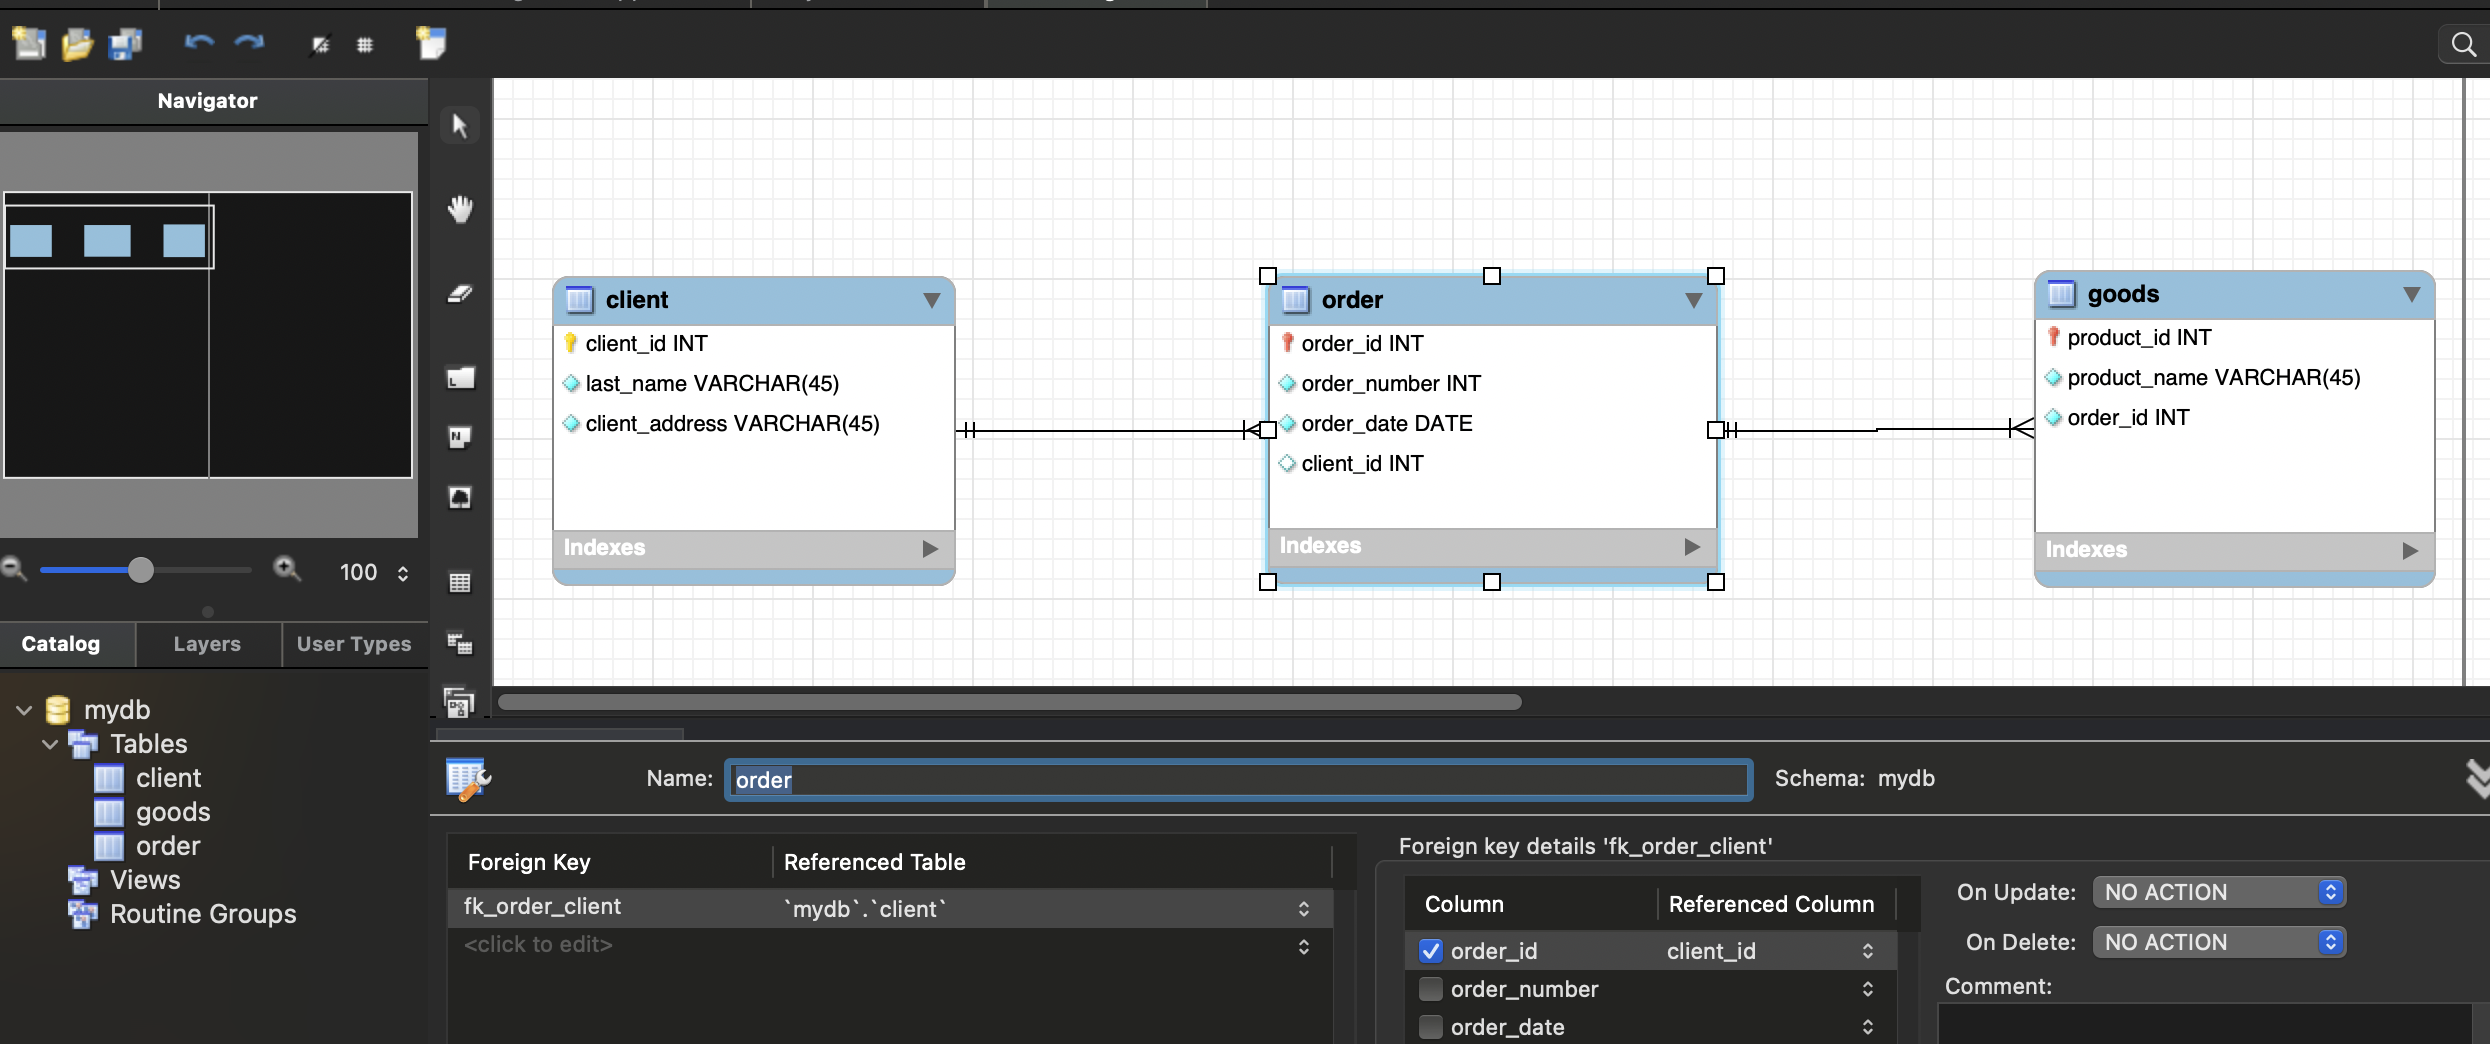 Navigator
100
Catalog
Layers
User Types
mydb
Tables
client
goods
order
Views
Routine Groups
client
client_id INT
last_name VARCHAR(45)
client_address VARCHAR(45)
Indexes
order
order_id INT
order_number INT
order_date DATE
client_id INT
Indexes
goods
product_id INT
product_name VARCHAR(45)
order_id INT
Indexes
Name: order
Schema: mydb
Foreign Key Referenced Table
fk_order_client `mydb`.`client`
<click to edit>
Foreign key details 'fk_order_client'
Column Referenced Column
order_id client_id
order_number
order_date
On Update: NO ACTION
On Delete: NO ACTION
Comment: